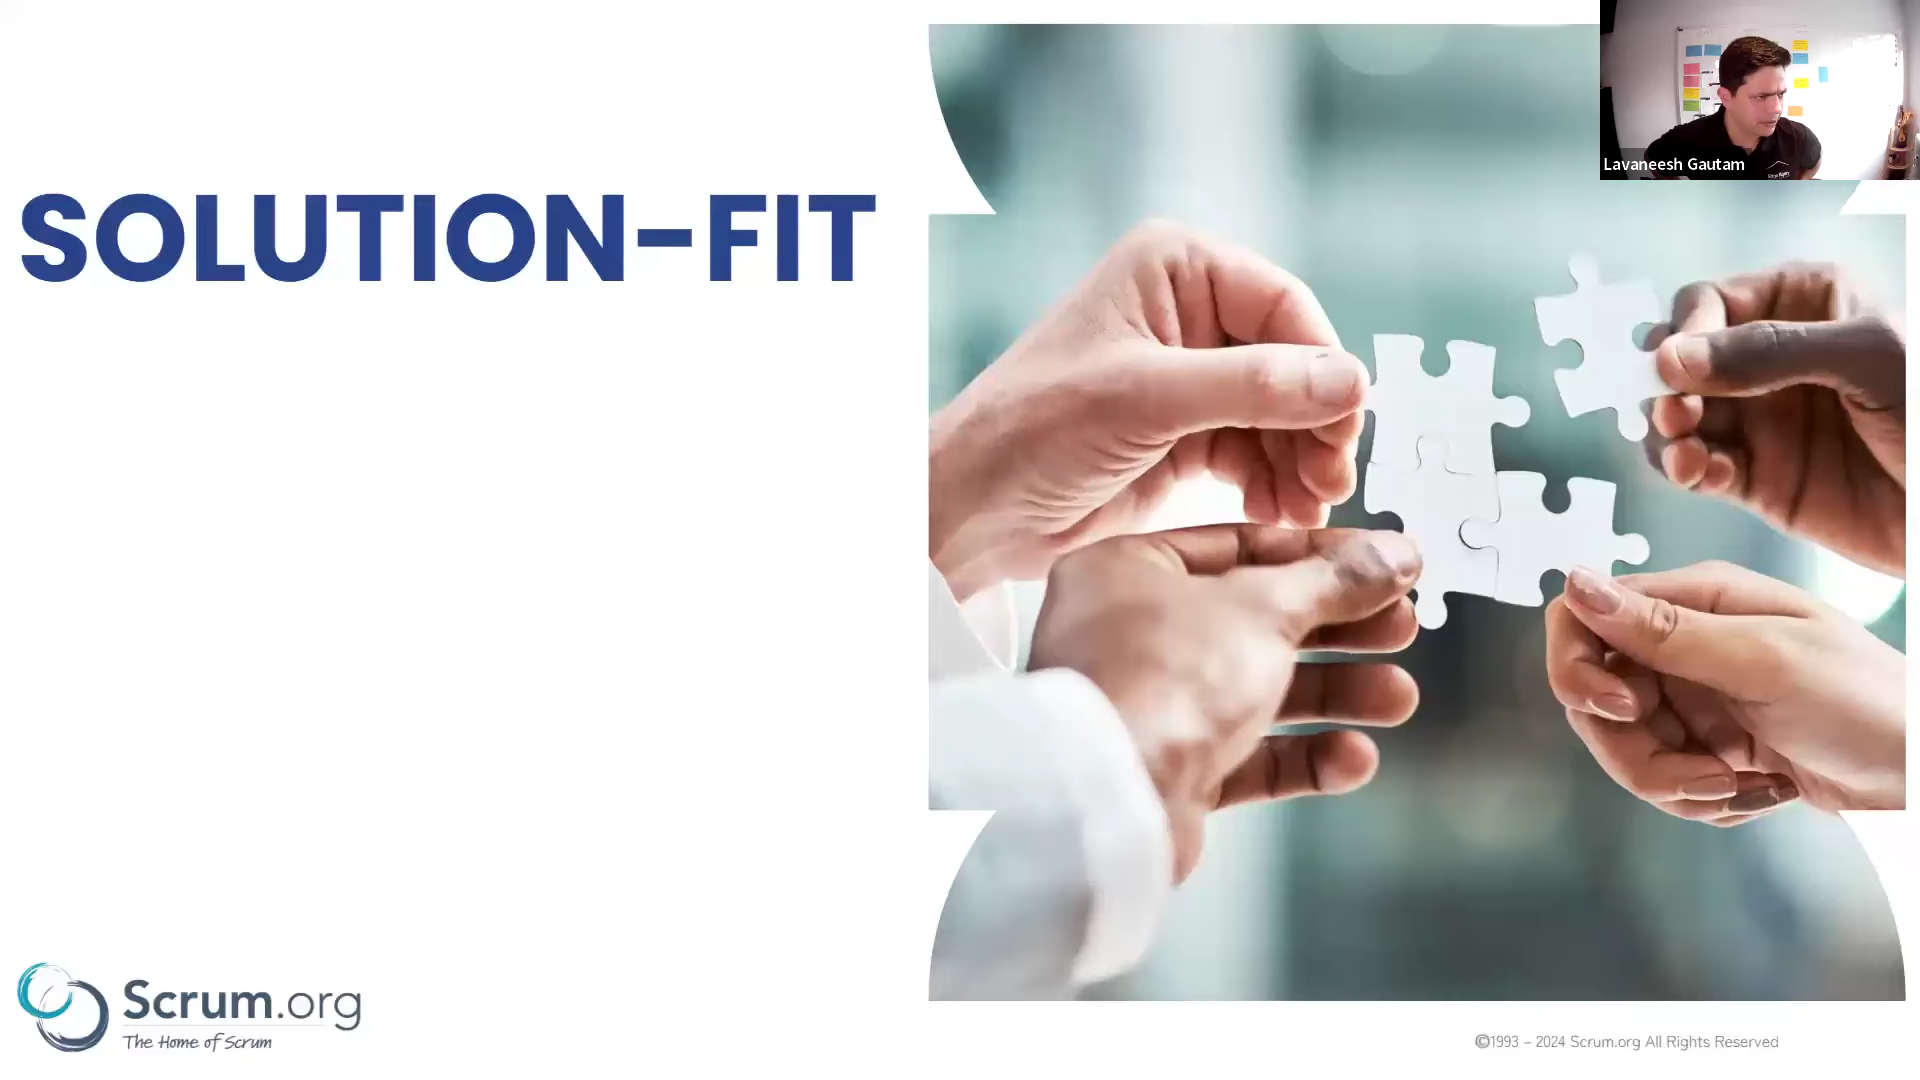 Lavaneesh Gautam
SOLUTION-FIT
Scrum.org
The Home of Scrum
©1993 – 2024 Scrum.org All Rights Reserved